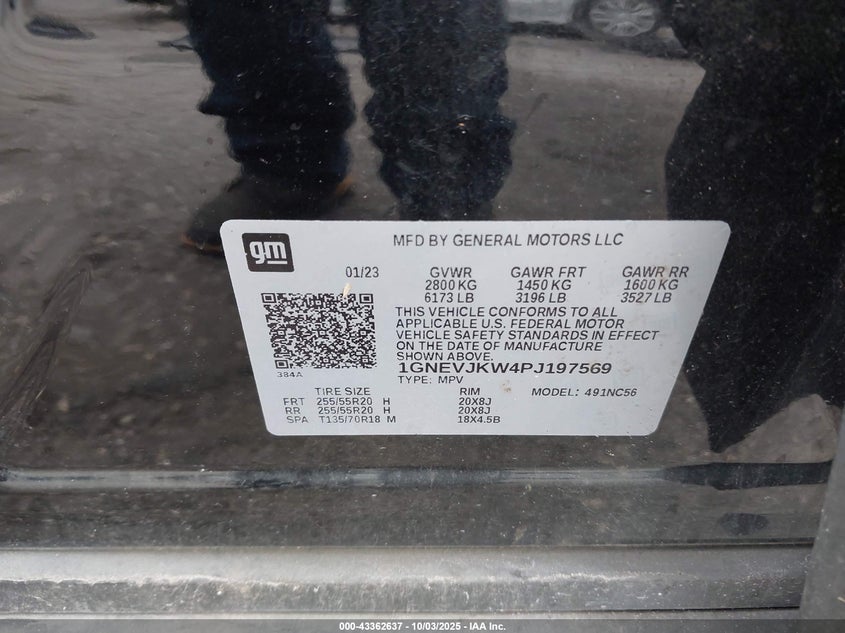 gm
MFD BY GENERAL MOTORS LLC
01/23 GVWR GAWR FRT GAWR RR
2800 KG 1450 KG 1600 KG
6173 LB 3196 LB 3527 LB
THIS VEHICLE CONFORMS TO ALL
APPLICABLE U.S. FEDERAL MOTOR
VEHICLE SAFETY STANDARDS IN EFFECT
ON THE DATE OF MANUFACTURE
SHOWN ABOVE.
384A
1GNEVJKW4PJ197569
TYPE: MPV MODEL: 491NC56
TIRE SIZE RIM
FRT 255/55R20 H 20X8J
RR 255/55R20 H 20X8J
SPA T135/70R18 M 18X4.5B
000-43362637 - 10/03/2025 - IAA Inc.